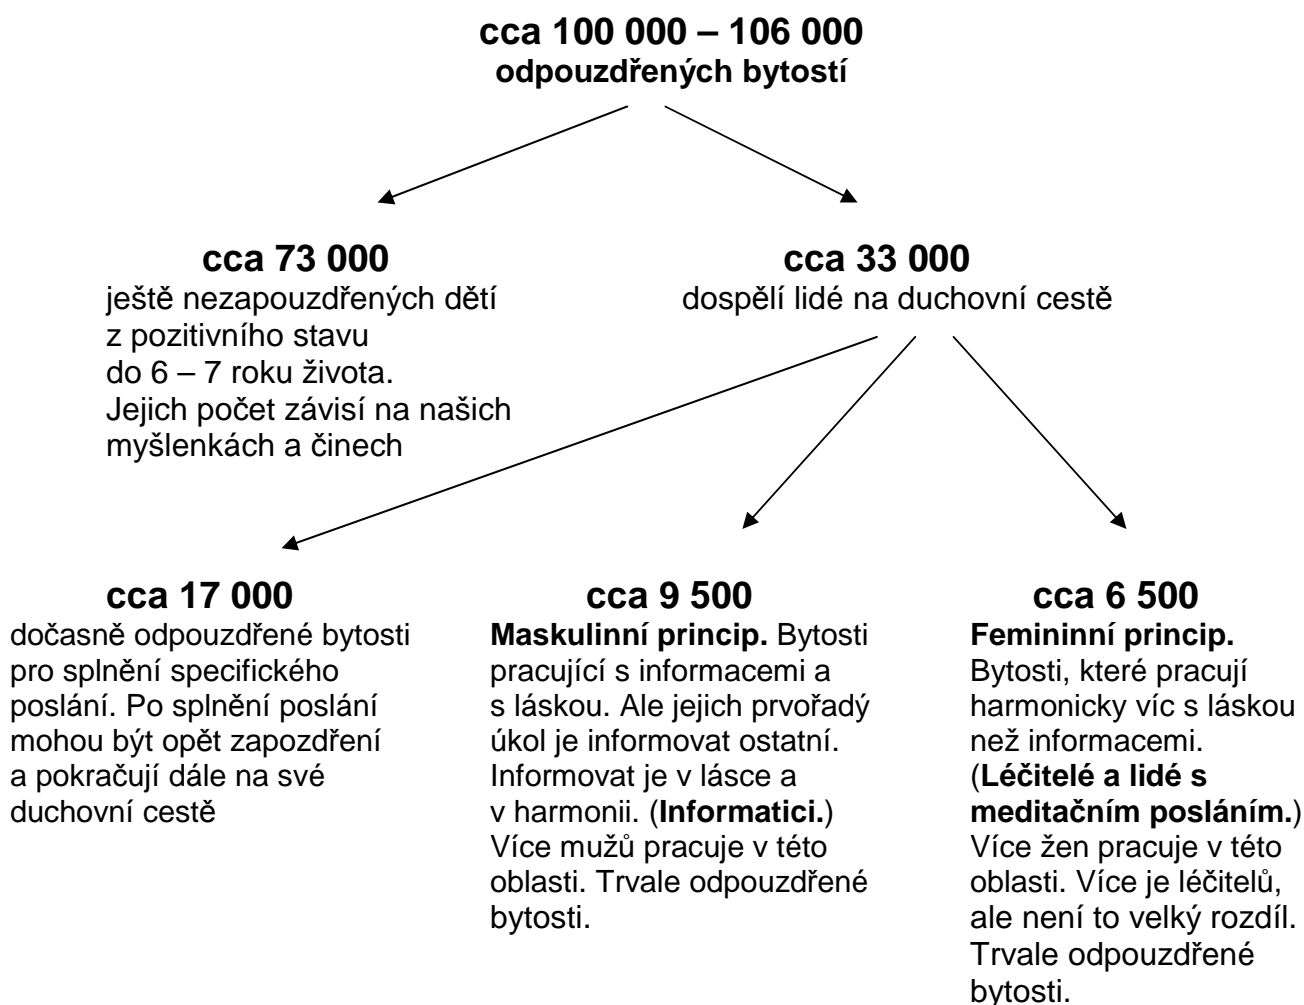 cca 100 000 – 106 000
odpouzdřených bytostí
cca 73 000
ještě nezapouzdřených dětí
z pozitivního stavu
do 6 – 7 roku života.
Jejich počet závisí na našich
myšlenkách a činech
cca 33 000
dospělí lidé na duchovní cestě
cca 17 000
dočasně odpouzdřené bytosti
pro splnění specifického
poslání. Po splnění poslání
mohou být opět zapozdření
a pokračují dále na své
duchovní cestě
cca 9 500
Maskulinní princip. Bytosti
pracující s informacemi a
s láskou. Ale jejich prvořadý
úkol je informovat ostatní.
Informovat je v lásce a
v harmonii. (Informatici.)
Více mužů pracuje v této
oblasti. Trvale odpouzdřené
bytosti.
cca 6 500
Femininní princip.
Bytosti, které pracují
harmonicky víc s láskou
než informacemi.
(Léčitelé a lidé s
meditačním posláním.)
Více žen pracuje v této
oblasti. Více je léčitelů,
ale není to velký rozdíl.
Trvale odpouzdřené
bytosti.